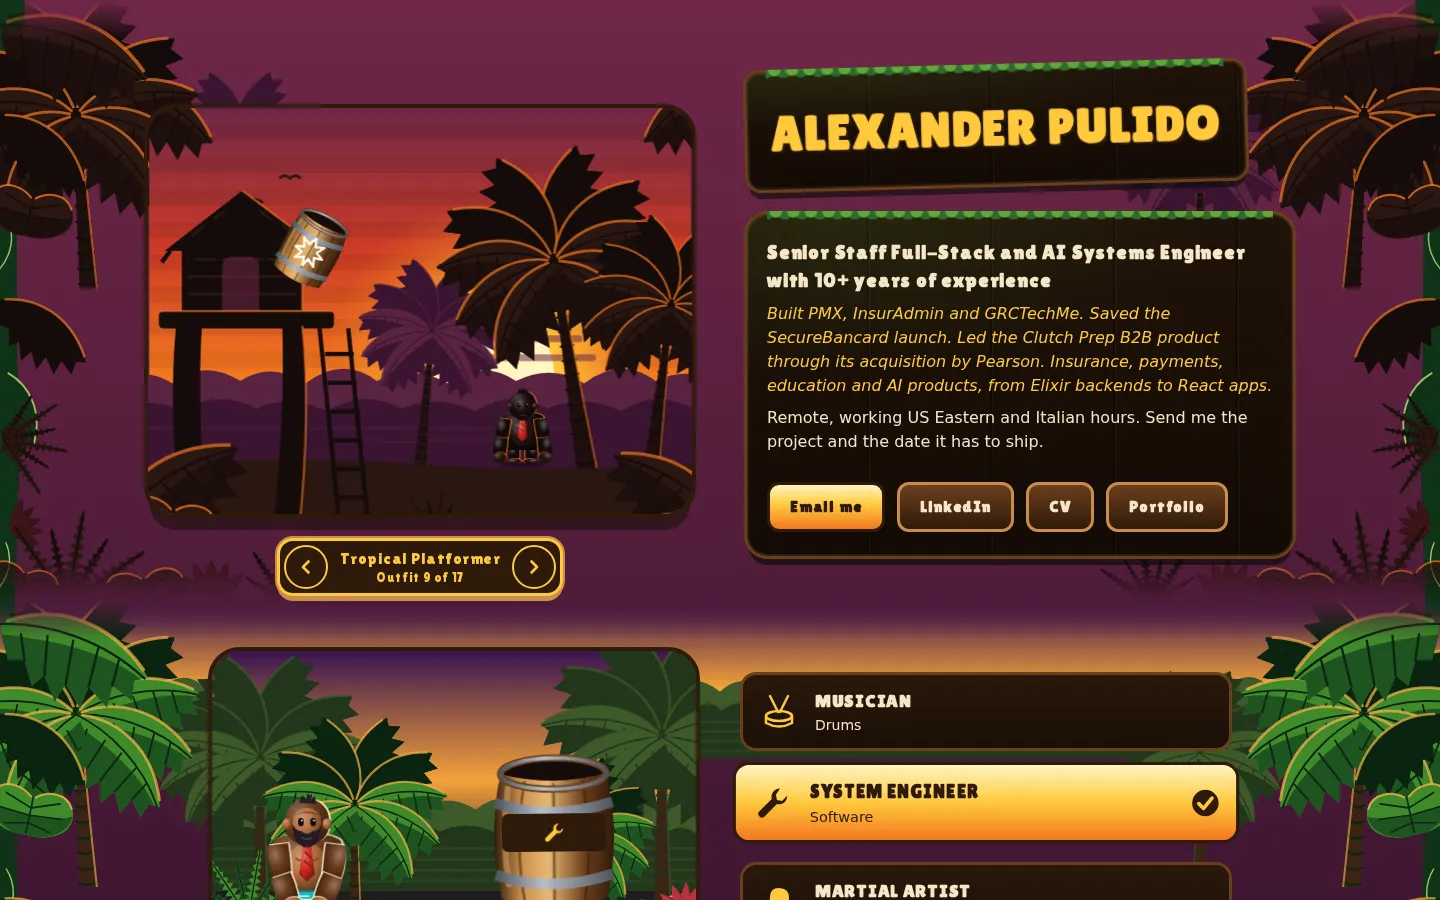 ALEXANDER PULIDO
Senior Staff Full-Stack and AI Systems Engineer
with 10+ years of experience
Built PMX, InsurAdmin and GRCTechMe. Saved the
SecureBancard launch. Led the Clutch Prep B2B product
through its acquisition by Pearson. Insurance, payments,
education and AI products, from Elixir backends to React apps.
Remote, working US Eastern and Italian hours. Send me the
project and the date it has to ship.
Email me
LinkedIn
CV
Portfolio
Tropical Platformer
Outfit 9 of 17
MUSICIAN
Drums
SYSTEM ENGINEER
Software
MARTIAL ARTIST